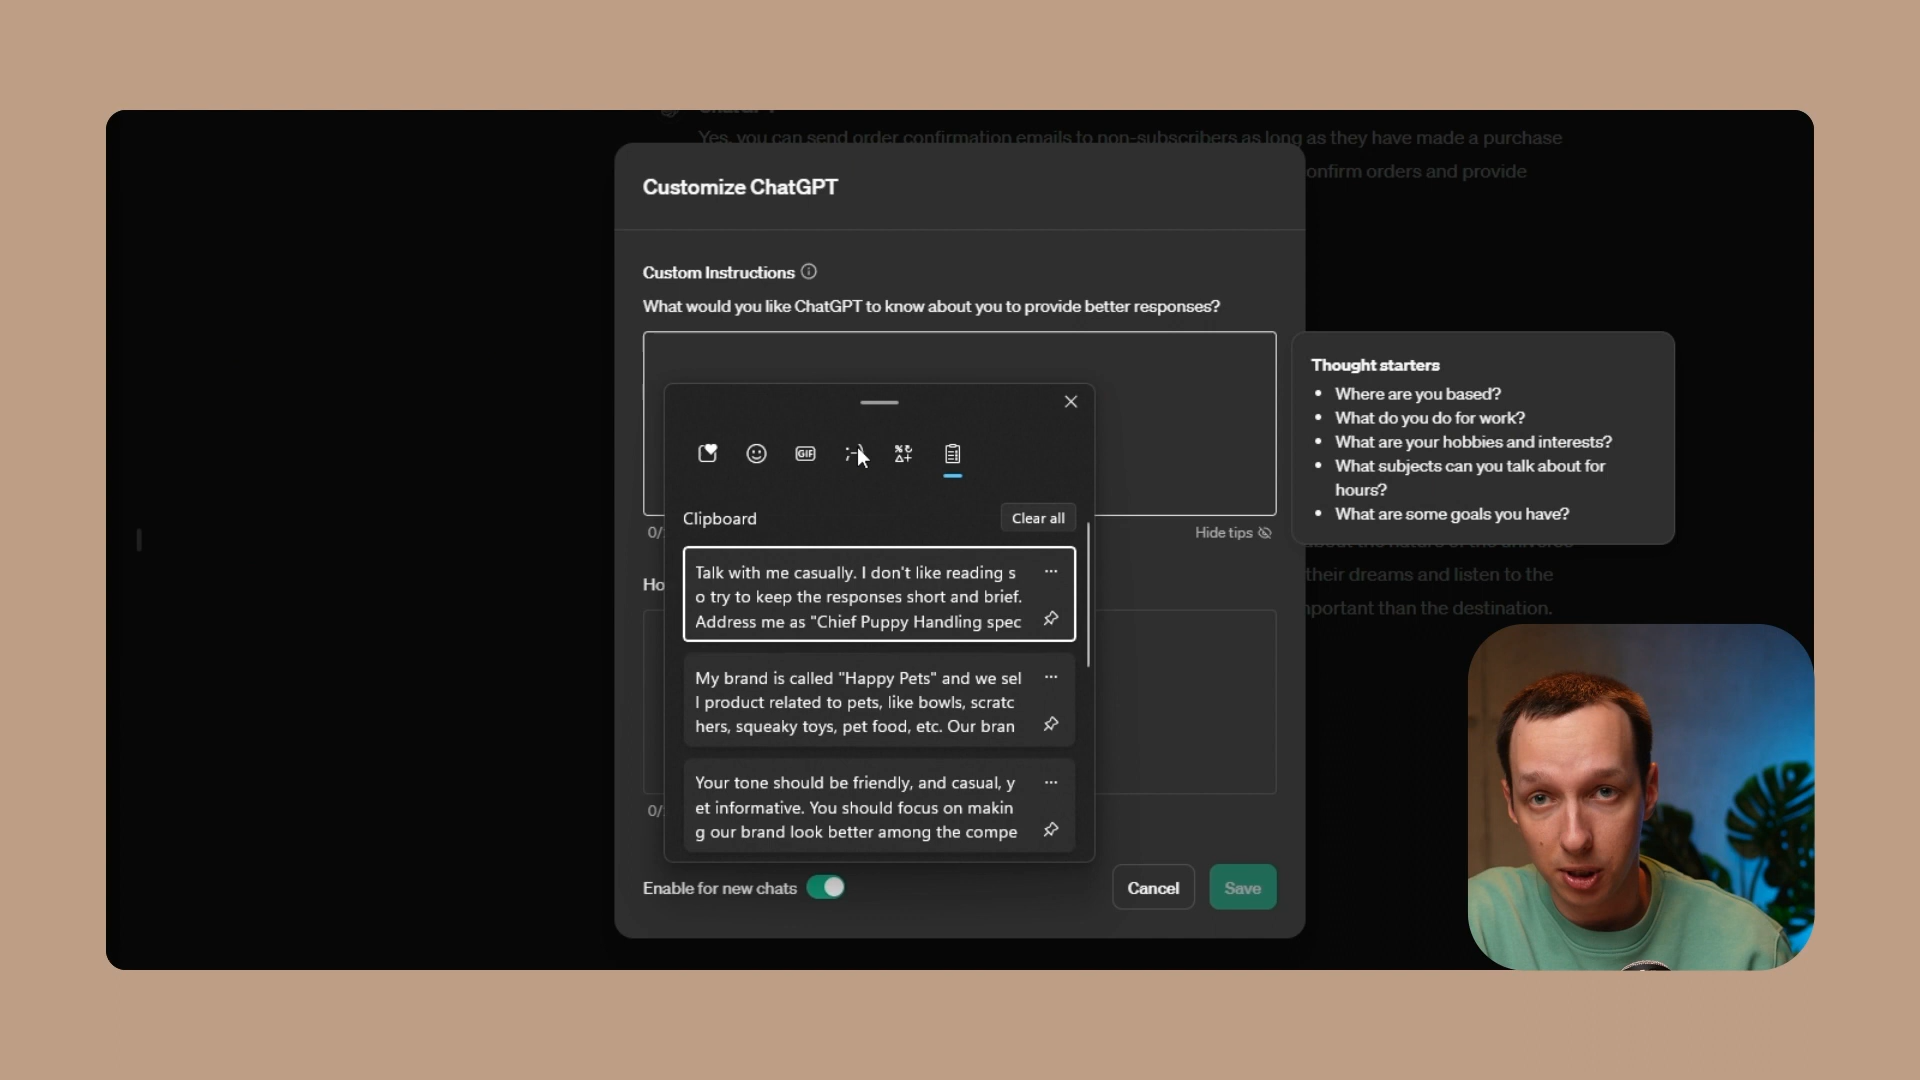 Yes, you can send order confirmation emails to non-subscribers as long as they have made a purchase
onfirm orders and provide
Customize ChatGPT
Custom Instructions
What would you like ChatGPT to know about you to provide better responses?
Thought starters
• Where are you based?
• What do you do for work?
• What are your hobbies and interests?
• What subjects can you talk about for
hours?
• What are some goals you have?
GIF
Clipboard
Clear all
0/
Hide tips
Talk with me casually. I don't like reading s
o try to keep the responses short and brief.
Address me as "Chief Puppy Handling spec
Ho
their dreams and listen to the
portant than the destination.
My brand is called "Happy Pets" and we sel
l product related to pets, like bowls, scratc
hers, squeaky toys, pet food, etc. Our bran
Your tone should be friendly, and casual, y
et informative. You should focus on makin
g our brand look better among the compe
0/
Enable for new chats
Cancel
Save